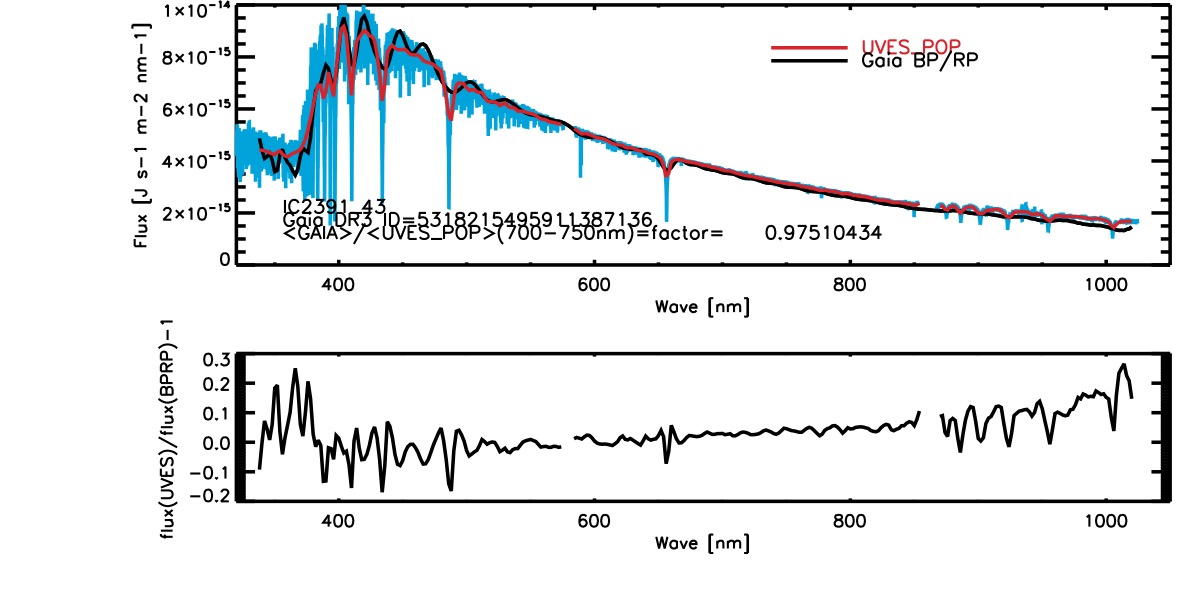 1×10−14
8×10−15
6×10−15
4×10−15
2×10−15
0
Flux [J s−1 m−2 nm−1]
UVES_POP
Gaia BP/RP
IC2391_43
Gaia DR3 ID=5318215495911387136
<GAIA>/<UVES_POP>(700−750nm)=factor= 0.97510434
400 600 800 1000
Wave [nm]
0.3
0.2
0.1
0.0
−0.1
−0.2
flux(UVES)/flux(BPRP)−1
400 600 800 1000
Wave [nm]